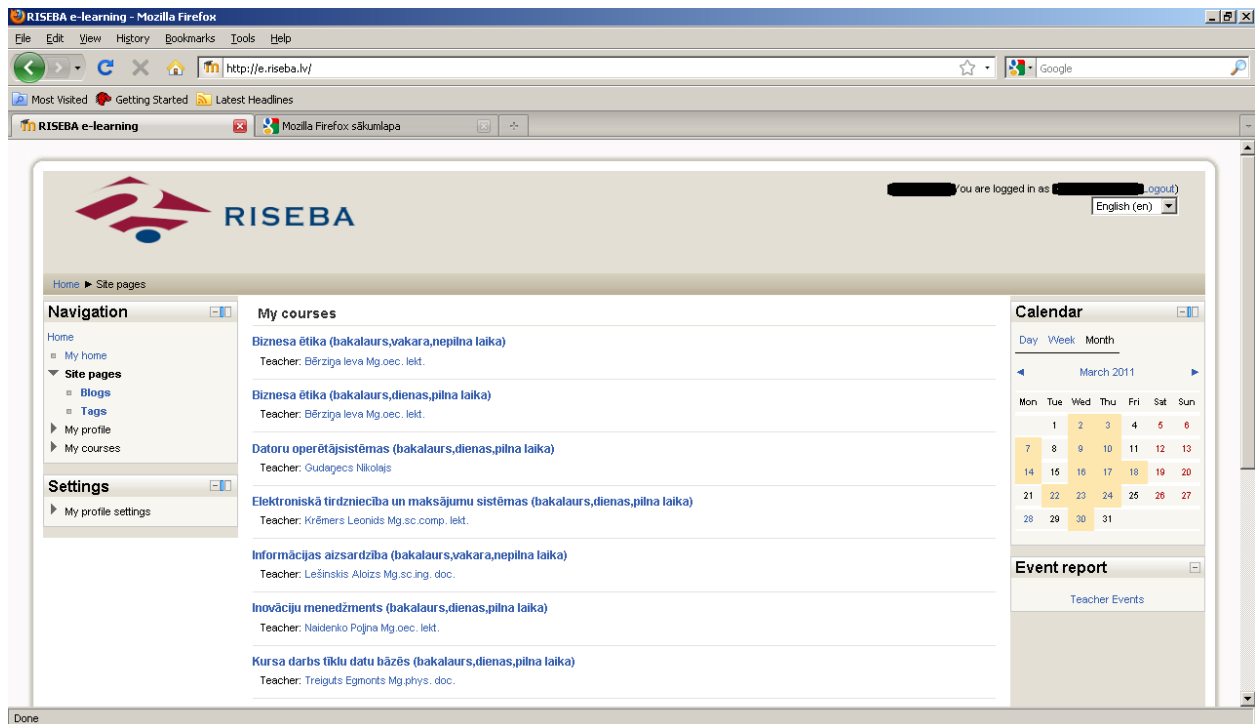 RISEBA e-learning - Mozilla Firefox
File Edit View History Bookmarks Tools Help
http://e.riseba.lv/
Google
Most Visited Getting Started Latest Headlines
RISEBA e-learning
Mozilla Firefox sākumlapa
RISEBA
You are logged in as
Logout)
English (en)
Home ► Site pages
Navigation
Home
My home
Site pages
Blogs
Tags
My profile
My courses
Settings
My profile settings
My courses
Biznesa ētika (bakalaurs,vakara,nepilna laika)
Teacher: Bērziņa Ieva Mg.oec. lekt.
Biznesa ētika (bakalaurs,dienas,pilna laika)
Teacher: Bērziņa Ieva Mg.oec. lekt.
Datoru operētājsistēmas (bakalaurs,dienas,pilna laika)
Teacher: Gudaņecs Nikolajs
Elektroniskā tirdzniecība un maksājumu sistēmas (bakalaurs,dienas,pilna laika)
Teacher: Krēmers Leonids Mg.sc.comp. lekt.
Informācijas aizsardzība (bakalaurs,vakara,nepilna laika)
Teacher: Lešinskis Aloizs Mg.sc.ing. doc.
Inovāciju menedžments (bakalaurs,dienas,pilna laika)
Teacher: Naidenko Poļina Mg.oec. lekt.
Kursa darbs tīklu datu bāzēs (bakalaurs,dienas,pilna laika)
Teacher: Treiguts Egmonts Mg.phys. doc.
Calendar
Day Week Month
◄ March 2011 ►
Mon Tue Wed Thu Fri Sat Sun
1 2 3 4 5 6
7 8 9 10 11 12 13
14 15 16 17 18 19 20
21 22 23 24 25 26 27
28 29 30 31
Event report
Teacher Events
Done